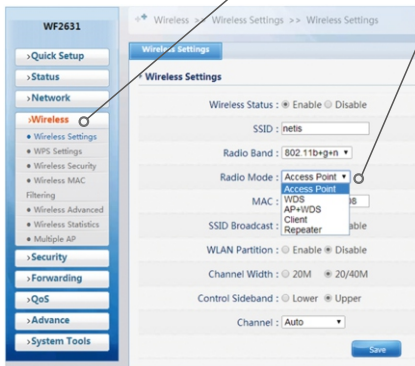 WF2631
Wireless >> Wireless Settings >> Wireless Settings
>Quick Setup
>Status
>Network
>Wireless
Wireless Settings
WPS Settings
Wireless Security
Wireless MAC
Filtering
Wireless Advanced
Wireless Statistics
Multiple AP
>Security
>Forwarding
>QoS
>Advance
>System Tools
Wireless Settings
Wireless Settings
Wireless Status : Enable Disable
SSID : netis
Radio Band : 802.11b+g+n
Radio Mode : Access Point
Access Point
WDS
AP+WDS
Client
Repeater
MAC :
SSID Broadcast :
WLAN Partition : Enable Disable
Channel Width : 20M 20/40M
Control Sideband : Lower Upper
Channel : Auto
Save